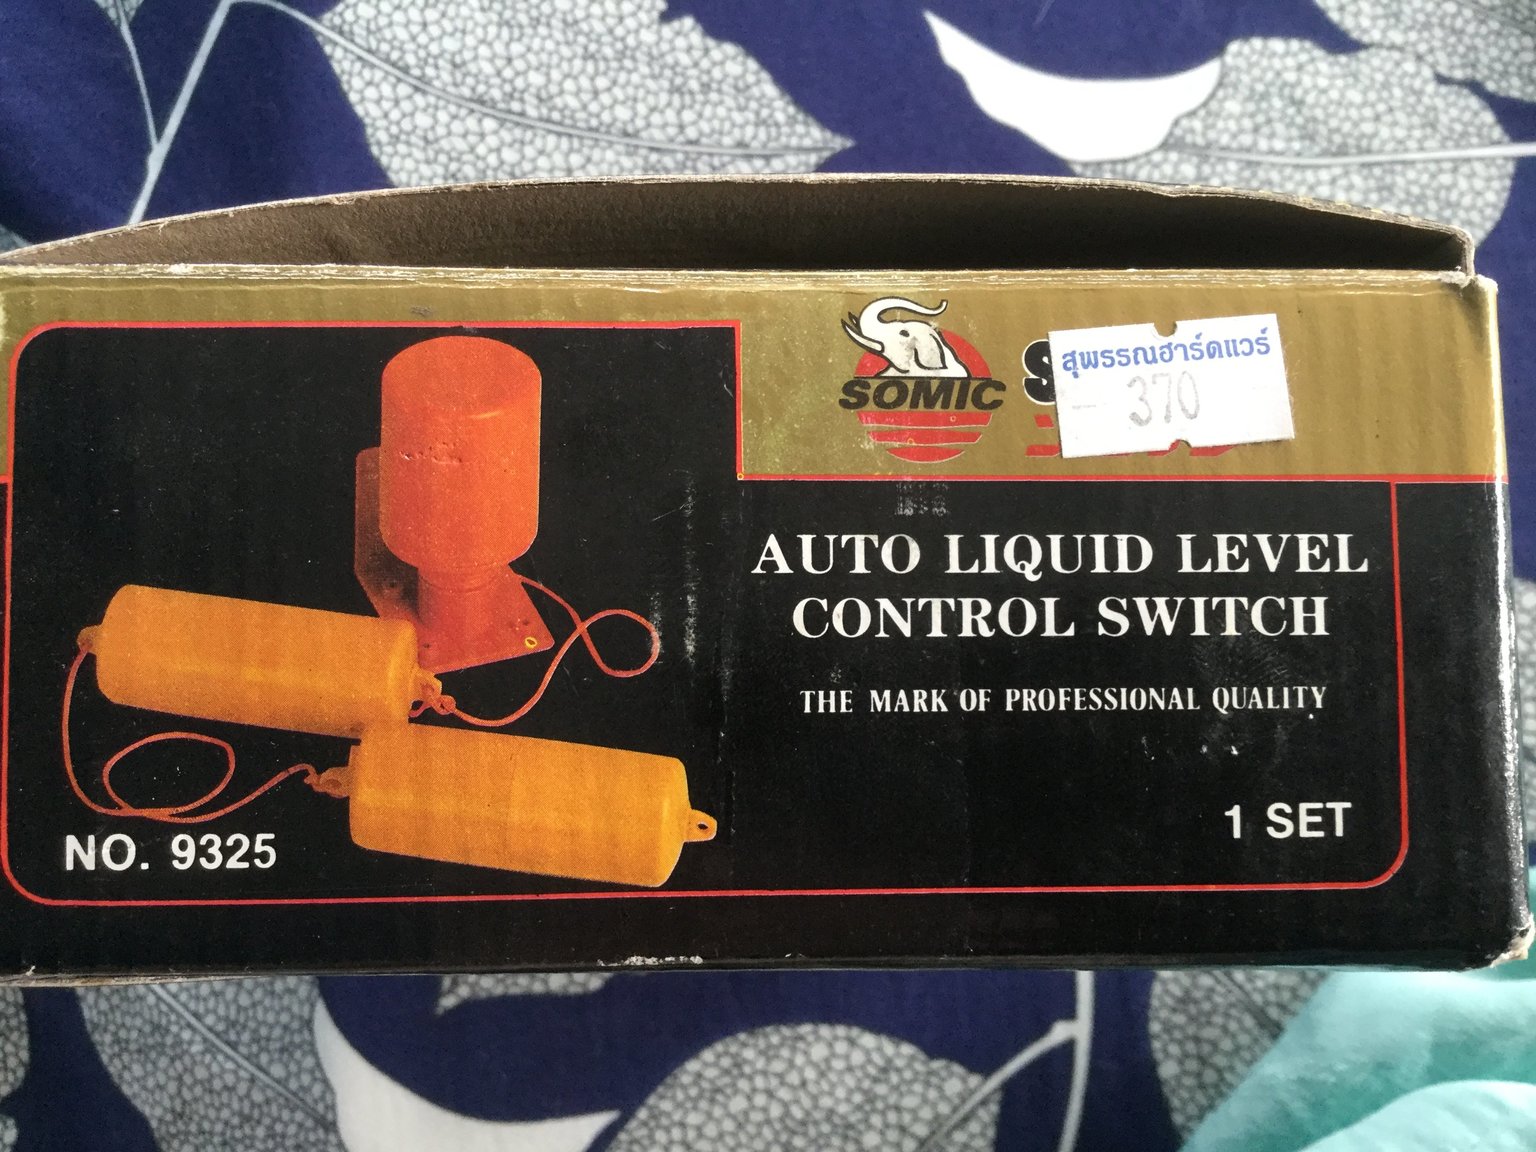 SOMIC
สุพรรณฮาร์ดแวร์
370
AUTO LIQUID LEVEL
CONTROL SWITCH
THE MARK OF PROFESSIONAL QUALITY
1 SET
NO. 9325